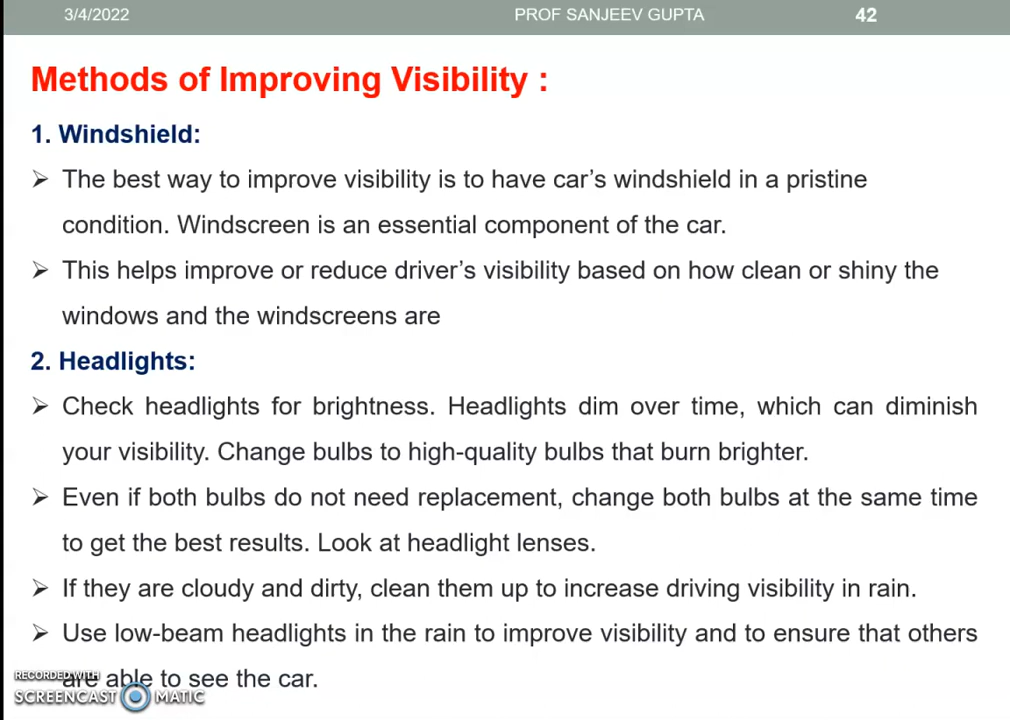 3/4/2022 PROF SANJEEV GUPTA 42
Methods of Improving Visibility :
1. Windshield:
➢ The best way to improve visibility is to have car's windshield in a pristine
condition. Windscreen is an essential component of the car.
➢ This helps improve or reduce driver's visibility based on how clean or shiny the
windows and the windscreens are
2. Headlights:
➢ Check headlights for brightness. Headlights dim over time, which can diminish
your visibility. Change bulbs to high-quality bulbs that burn brighter.
➢ Even if both bulbs do not need replacement, change both bulbs at the same time
to get the best results. Look at headlight lenses.
➢ If they are cloudy and dirty, clean them up to increase driving visibility in rain.
➢ Use low-beam headlights in the rain to improve visibility and to ensure that others
are able to see the car.
RECORDED WITH
SCREENCAST MATIC